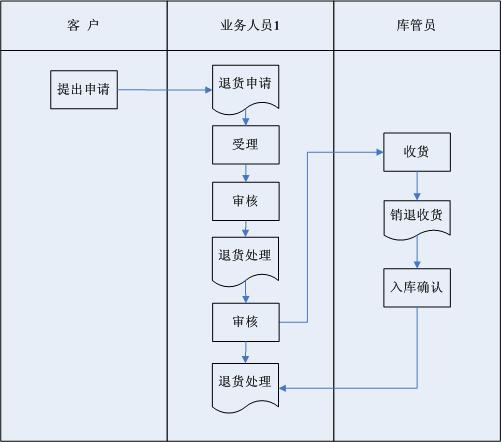 客 户
业务人员1
库管员
提出申请
退货申请
受理
审核
退货处理
审核
退货处理
收货
销退收货
入库确认